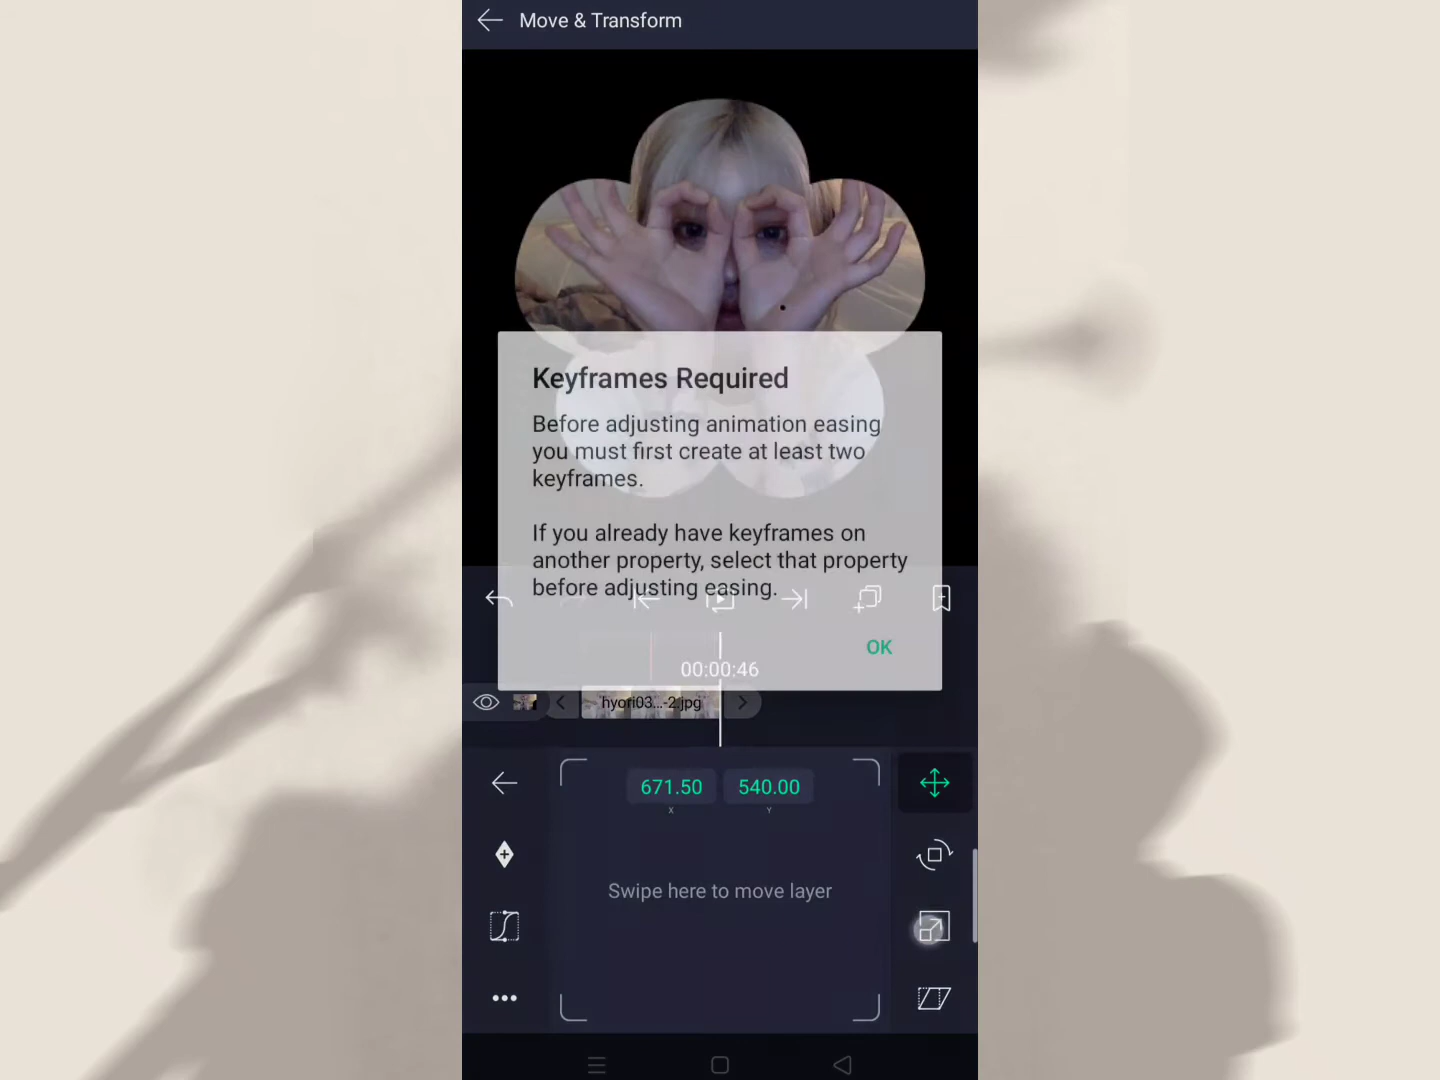 Move & Transform
Keyframes Required
Before adjusting animation easing
you must first create at least two
keyframes.
If you already have keyframes on
another property, select that property
before adjusting easing.
OK
00:00:46
hyori03...-2.jpg
671.50 540.00
X Y
Swipe here to move layer